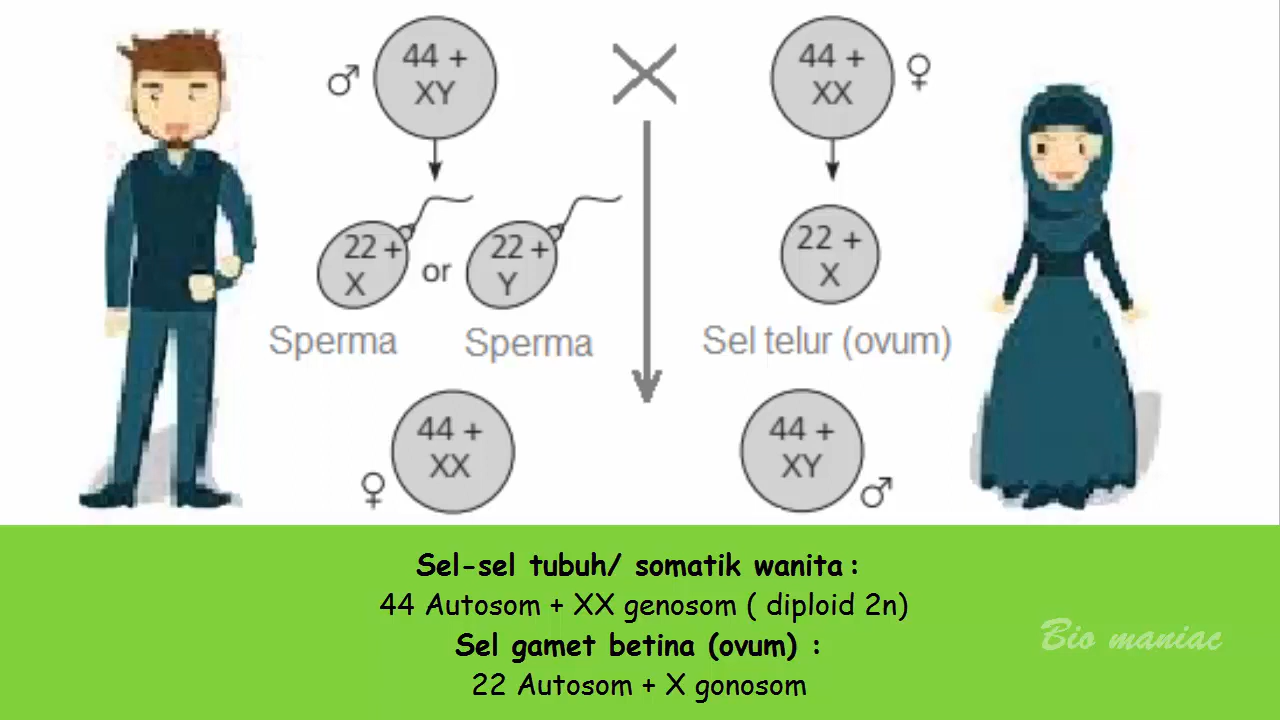 ♂ 44 + XY
44 + XX ♀
22 + X or 22 + Y
22 + X
Sperma Sperma Sel telur (ovum)
♀ 44 + XX
44 + XY ♂
Sel-sel tubuh/ somatik wanita :
44 Autosom + XX genosom ( diploid 2n)
Sel gamet betina (ovum) :
22 Autosom + X gonosom
Bio maniac